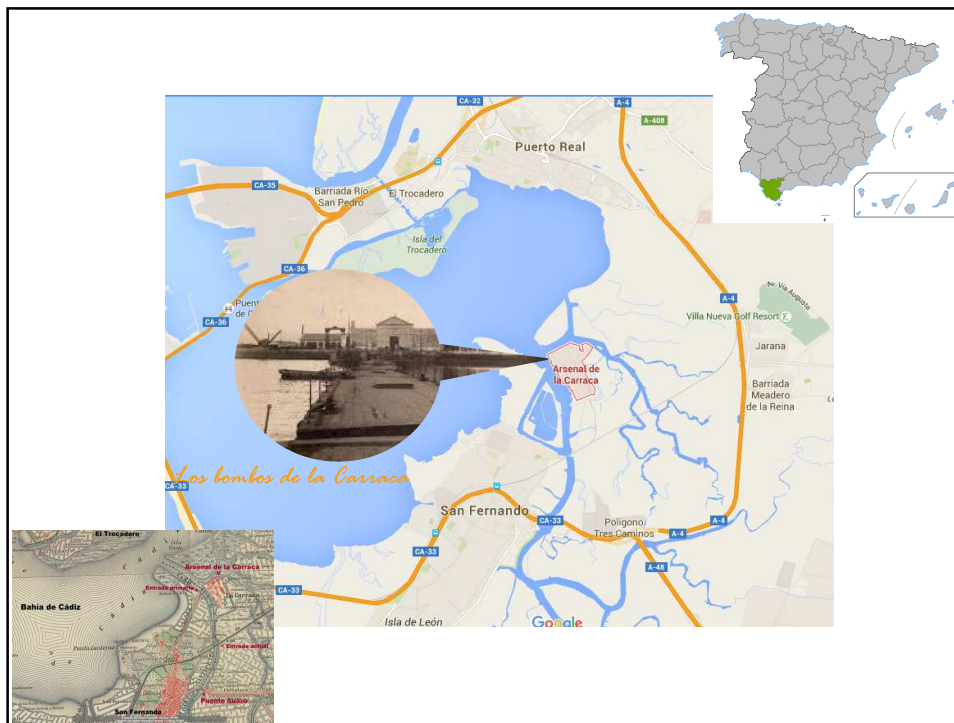 CA-32
A-4
A-408
Puerto Real
CA-35
Barriada Río
San Pedro
El Trocadero
Isla del
Trocadero
CA-36
A-4
Av. Vía Augusta
Villa Nueva Golf Resort
Jarana
CA-36
Arsenal de
la Carraca
Barriada
Meadero
de la Reina
Los bombos de la Carraca
CA-33
San Fernando
CA-33
Polígono
Tres Caminos
A-4
A-4
CA-33
A-48
CA-33
Isla de León
Google
El Trocadero
Arsenal de la Carraca
Entrada primaria
La Carraca
Bahía de Cádiz
Entrada actual
Puente Suazo
San Fernando